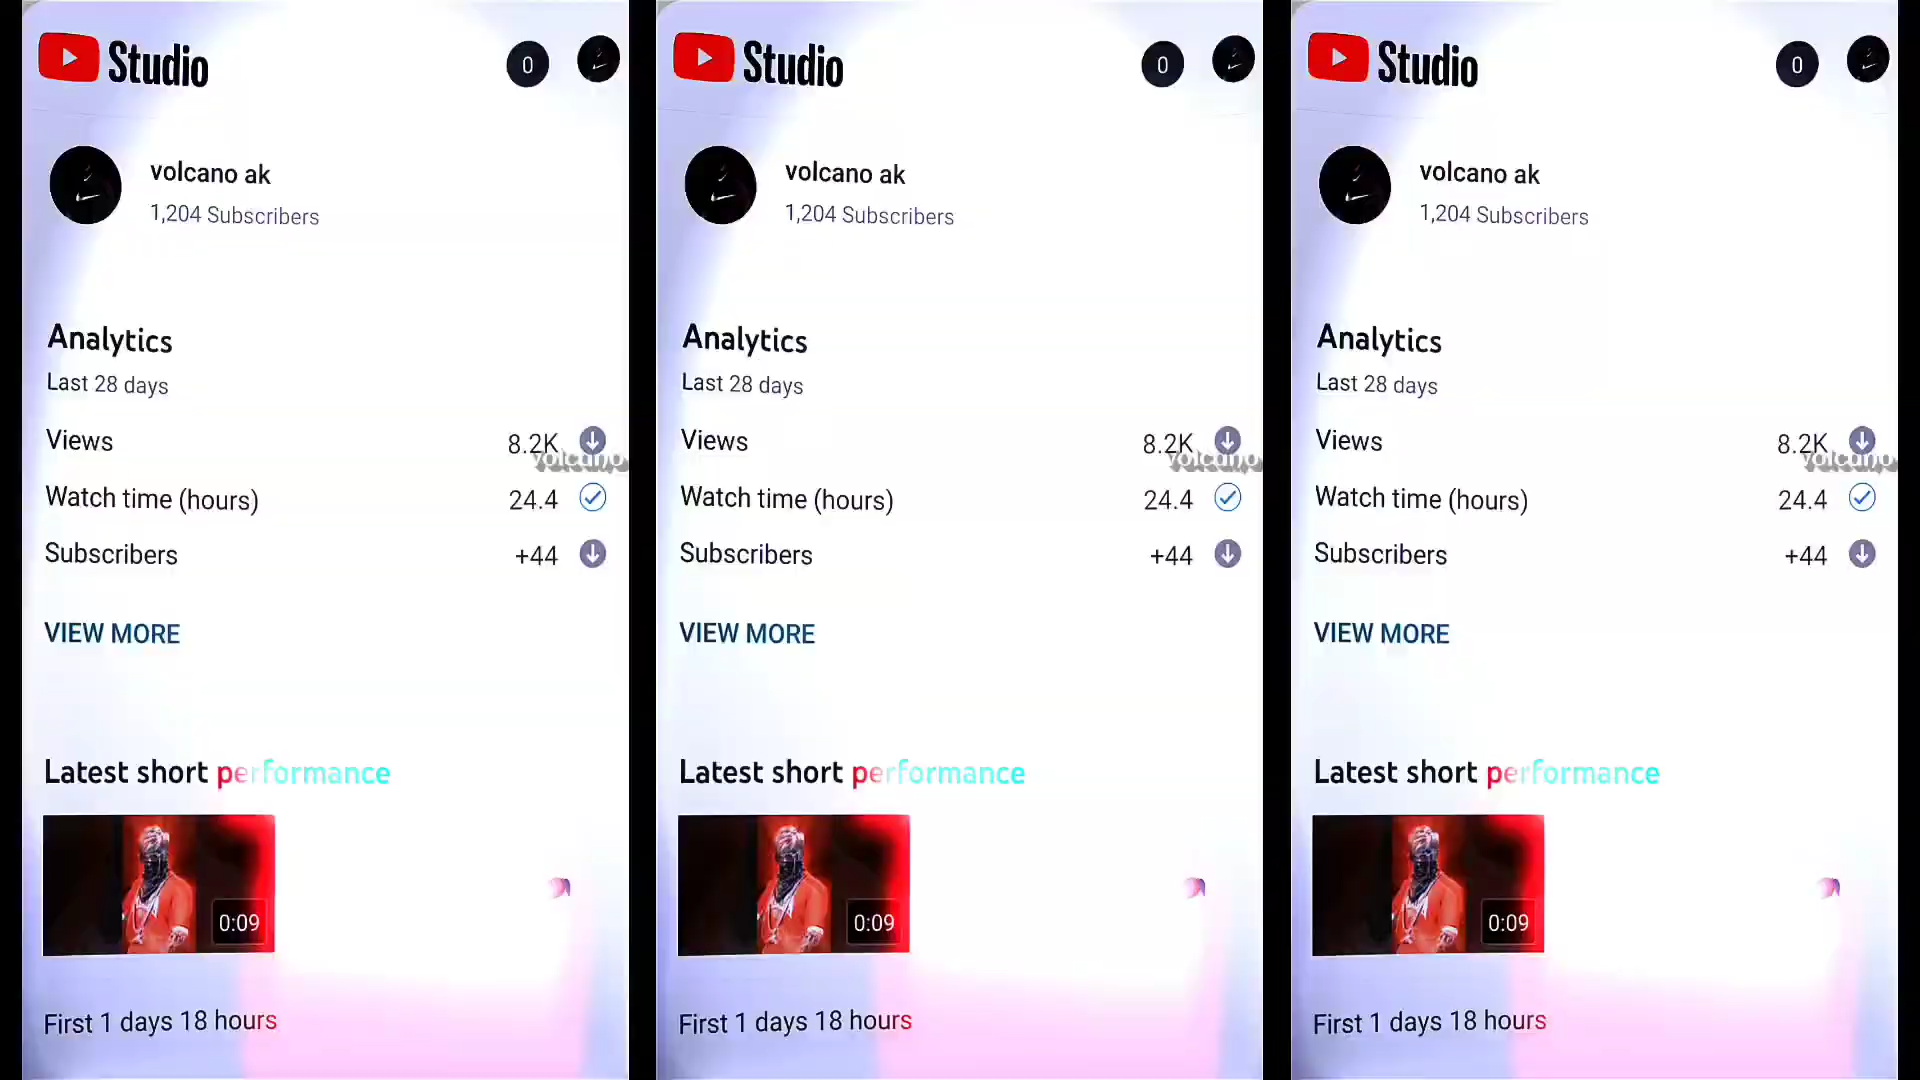 Studio
0
volcano ak
1,204 Subscribers
Analytics
Last 28 days
Views 8.2K
volcano
Watch time (hours) 24.4
Subscribers +44
VIEW MORE
Latest short performance
0:09
First 1 days 18 hours
Studio
0
volcano ak
1,204 Subscribers
Analytics
Last 28 days
Views 8.2K
volcano
Watch time (hours) 24.4
Subscribers +44
VIEW MORE
Latest short performance
0:09
First 1 days 18 hours
Studio
0
volcano ak
1,204 Subscribers
Analytics
Last 28 days
Views 8.2K
volcano
Watch time (hours) 24.4
Subscribers +44
VIEW MORE
Latest short performance
0:09
First 1 days 18 hours